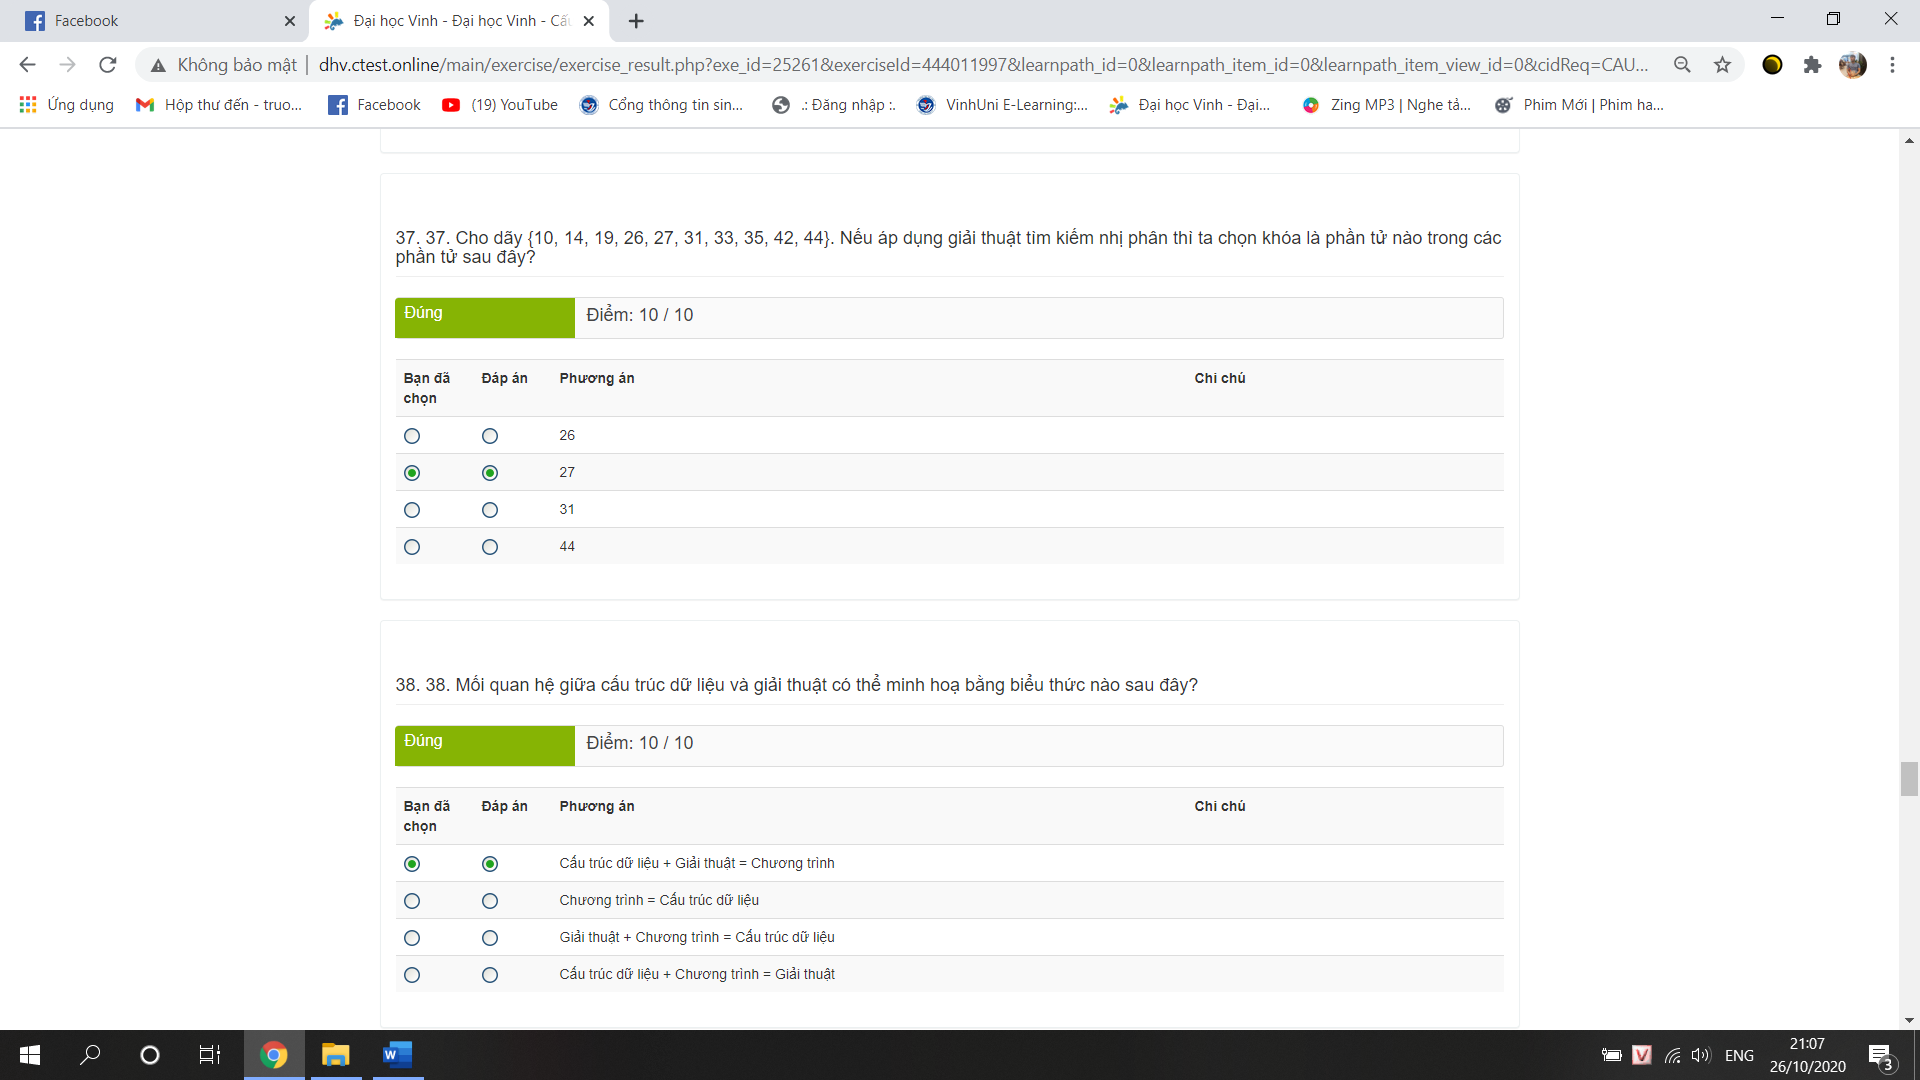 Facebook
Đại học Vinh - Đại học Vinh - Cấu
Không bảo mật | dhv.ctest.online/main/exercise/exercise_result.php?exe_id=25261&exerciseId=444011997&learnpath_id=0&learnpath_item_id=0&learnpath_item_view_id=0&cidReq=CAU...
Ứng dụng
Hộp thư đến - truo...
Facebook
(19) YouTube
Cổng thông tin sin...
.: Đăng nhập :.
VinhUni E-Learning:...
Đại học Vinh - Đại...
Zing MP3 | Nghe tả...
Phim Mới | Phim ha...
37. 37. Cho dãy {10, 14, 19, 26, 27, 31, 33, 35, 42, 44}. Nếu áp dụng giải thuật tìm kiếm nhị phân thì ta chọn khóa là phần tử nào trong các
phần tử sau đây?
Đúng
Điểm: 10 / 10
Bạn đã chọn
Đáp án
Phương án
Chi chú
26
27
31
44
38. 38. Mối quan hệ giữa cấu trúc dữ liệu và giải thuật có thể minh hoạ bằng biểu thức nào sau đây?
Đúng
Điểm: 10 / 10
Bạn đã chọn
Đáp án
Phương án
Chi chú
Cấu trúc dữ liệu + Giải thuật = Chương trình
Chương trình = Cấu trúc dữ liệu
Giải thuật + Chương trình = Cấu trúc dữ liệu
Cấu trúc dữ liệu + Chương trình = Giải thuật
ENG
21:07
26/10/2020
3